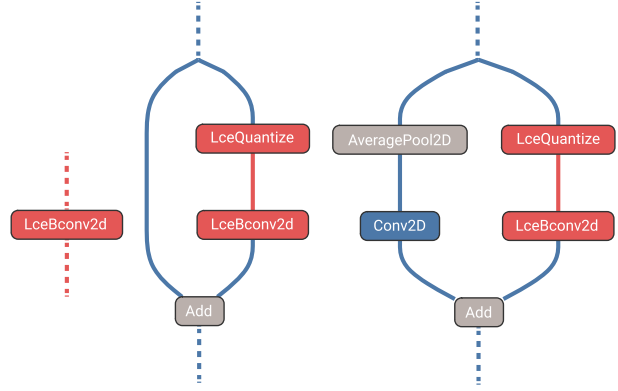 LceQuantize
AveragePool2D
LceQuantize
LceBconv2d
LceBconv2d
Conv2D
LceBconv2d
Add
Add